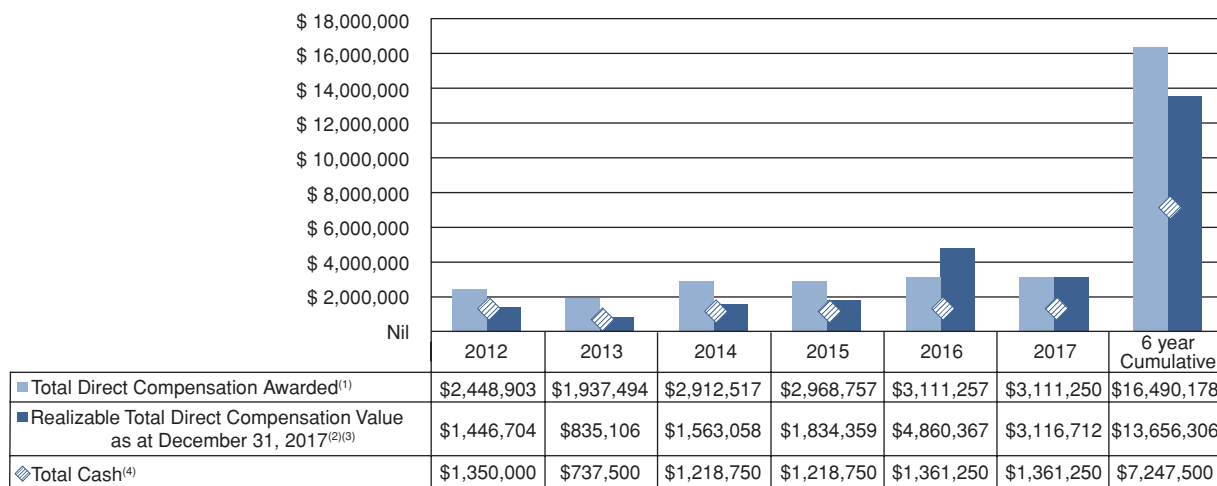 $ 18,000,000
$ 16,000,000
$ 14,000,000
$ 12,000,000
$ 10,000,000
$ 8,000,000
$ 6,000,000
$ 4,000,000
$ 2,000,000
Nil
2012 2013 2014 2015 2016 2017 6 year Cumulative
Total Direct Compensation Awarded(1) $2,448,903 $1,937,494 $2,912,517 $2,968,757 $3,111,257 $3,111,250 $16,490,178
Realizable Total Direct Compensation Value
as at December 31, 2017(2)(3) $1,446,704 $835,106 $1,563,058 $1,834,359 $4,860,367 $3,116,712 $13,656,306
Total Cash(4) $1,350,000 $737,500 $1,218,750 $1,218,750 $1,361,250 $1,361,250 $7,247,500